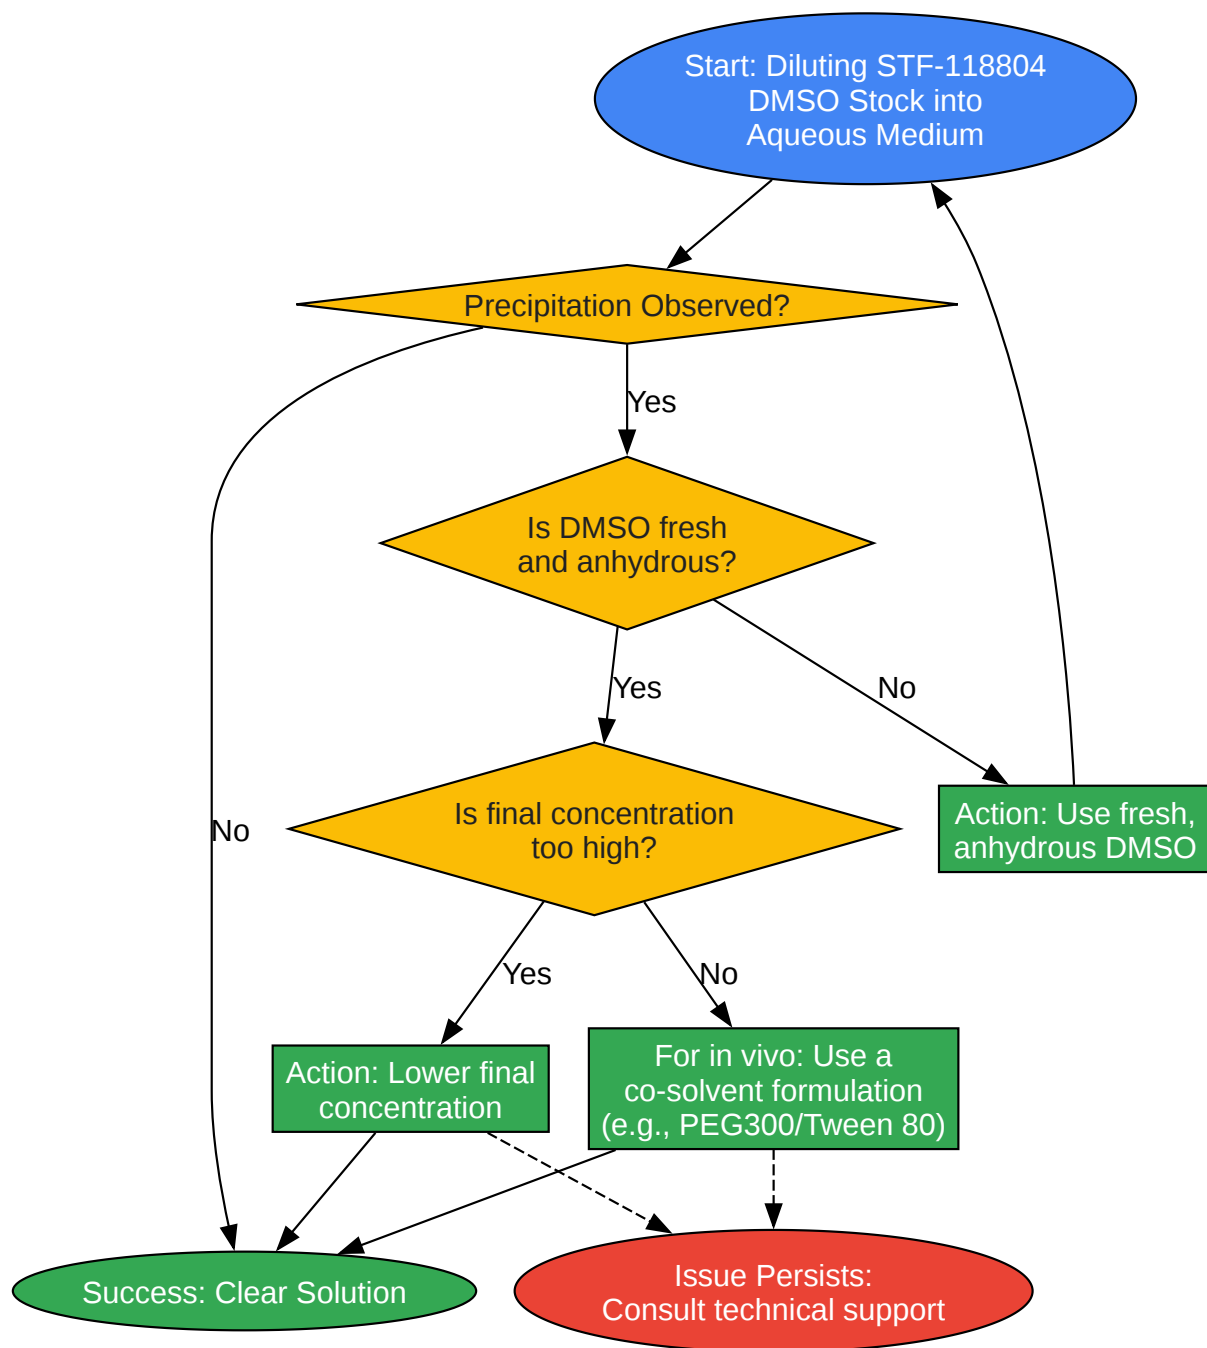 Start: Diluting STF-118804
DMSO Stock into
Aqueous Medium
Precipitation Observed?
Yes
Is DMSO fresh
and anhydrous?
Yes
No
Is final concentration
too high?
Action: Use fresh,
anhydrous DMSO
No
Yes
No
Action: Lower final
concentration
For in vivo: Use a
co-solvent formulation
(e.g., PEG300/Tween 80)
Success: Clear Solution
Issue Persists:
Consult technical support